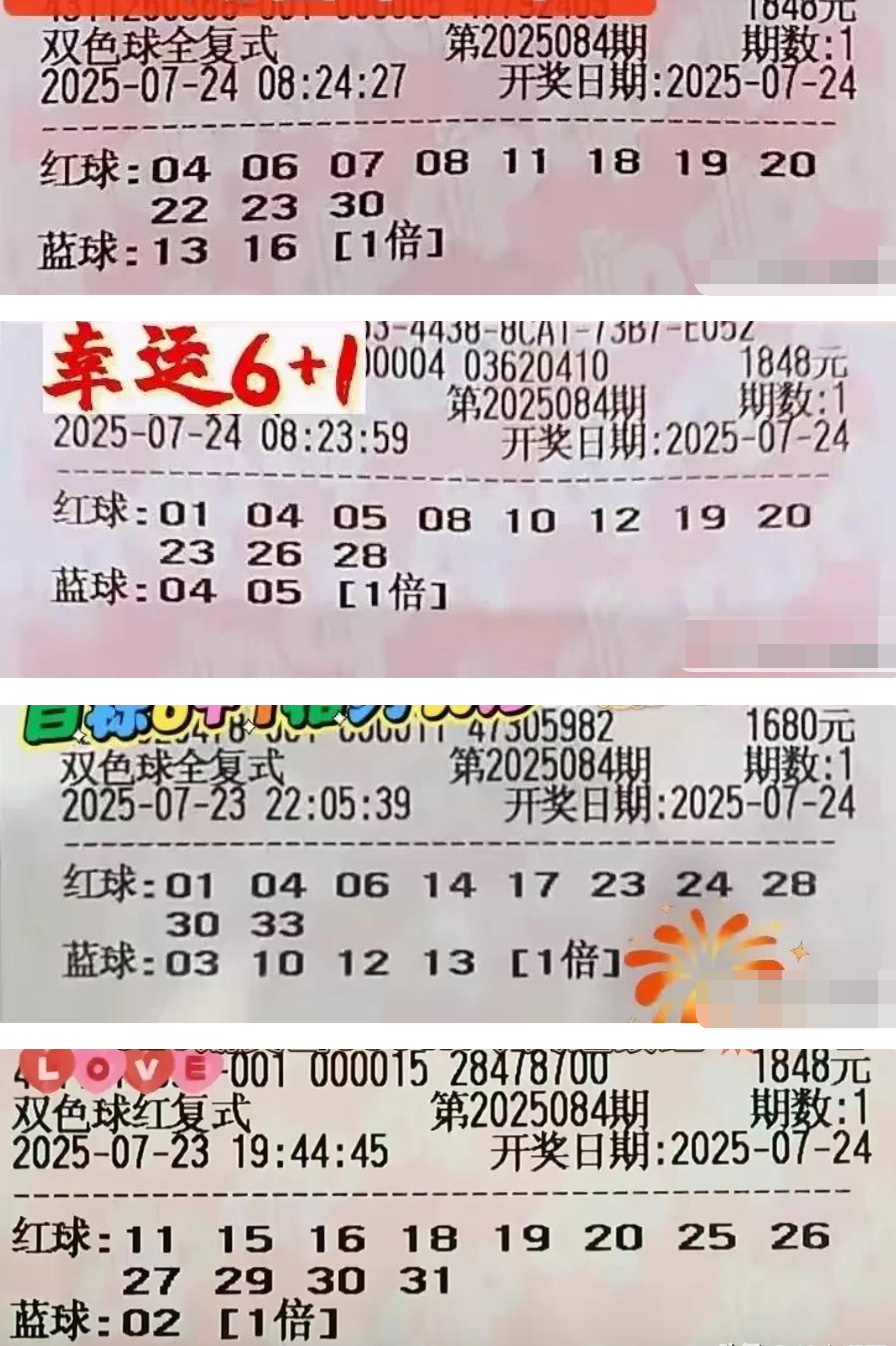 1848元
双色球全复式 第2025084期 期数:1
2025-07-24 08:24:27 开奖日期:2025-07-24
红球:04 06 07 08 11 18 19 20
22 23 30
蓝球:13 16 [1倍]
幸运6+1
00004 03620410 1848元
第2025084期 期数:1
2025-07-24 08:23:59 开奖日期:2025-07-24
红球:01 04 05 08 10 12 19 20
23 26 28
蓝球:04 05 [1倍]
47305982 1680元
双色球全复式 第2025084期 期数:1
2025-07-23 22:05:39 开奖日期:2025-07-24
红球:01 04 06 14 17 23 24 28
30 33
蓝球:03 10 12 13 [1倍]
LOVE
-001 000015 28478700 1848元
双色球红复式 第2025084期 期数:1
2025-07-23 19:44:45 开奖日期:2025-07-24
红球:11 15 16 18 19 20 25 26
27 29 30 31
蓝球:02 [1倍]